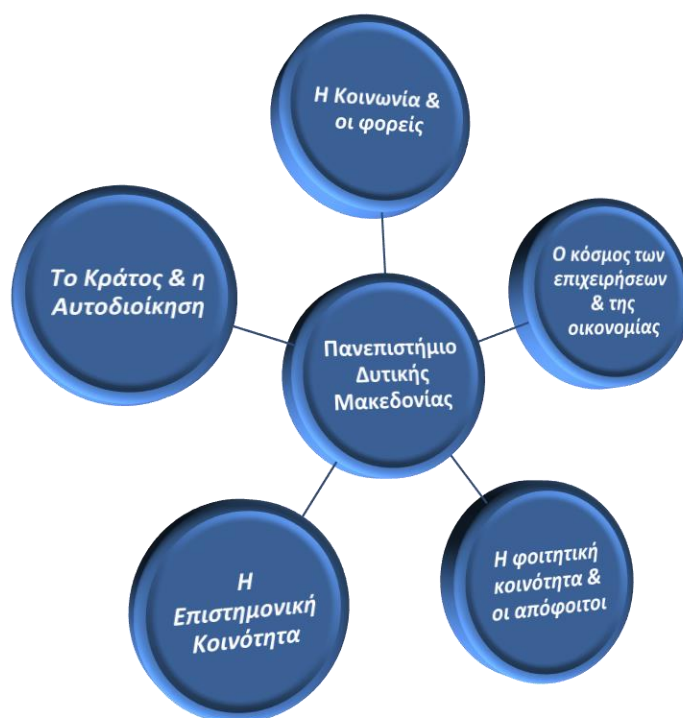 Η Κοινωνία &
οι φορείς
Το Κράτος & η
Αυτοδιοίκηση
Ο κόσμος των
επιχειρήσεων
& της
οικονομίας
Πανεπιστήμιο
Δυτικής
Μακεδονίας
Η
Επιστημονική
Κοινότητα
Η φοιτητική
κοινότητα &
οι απόφοιτοι